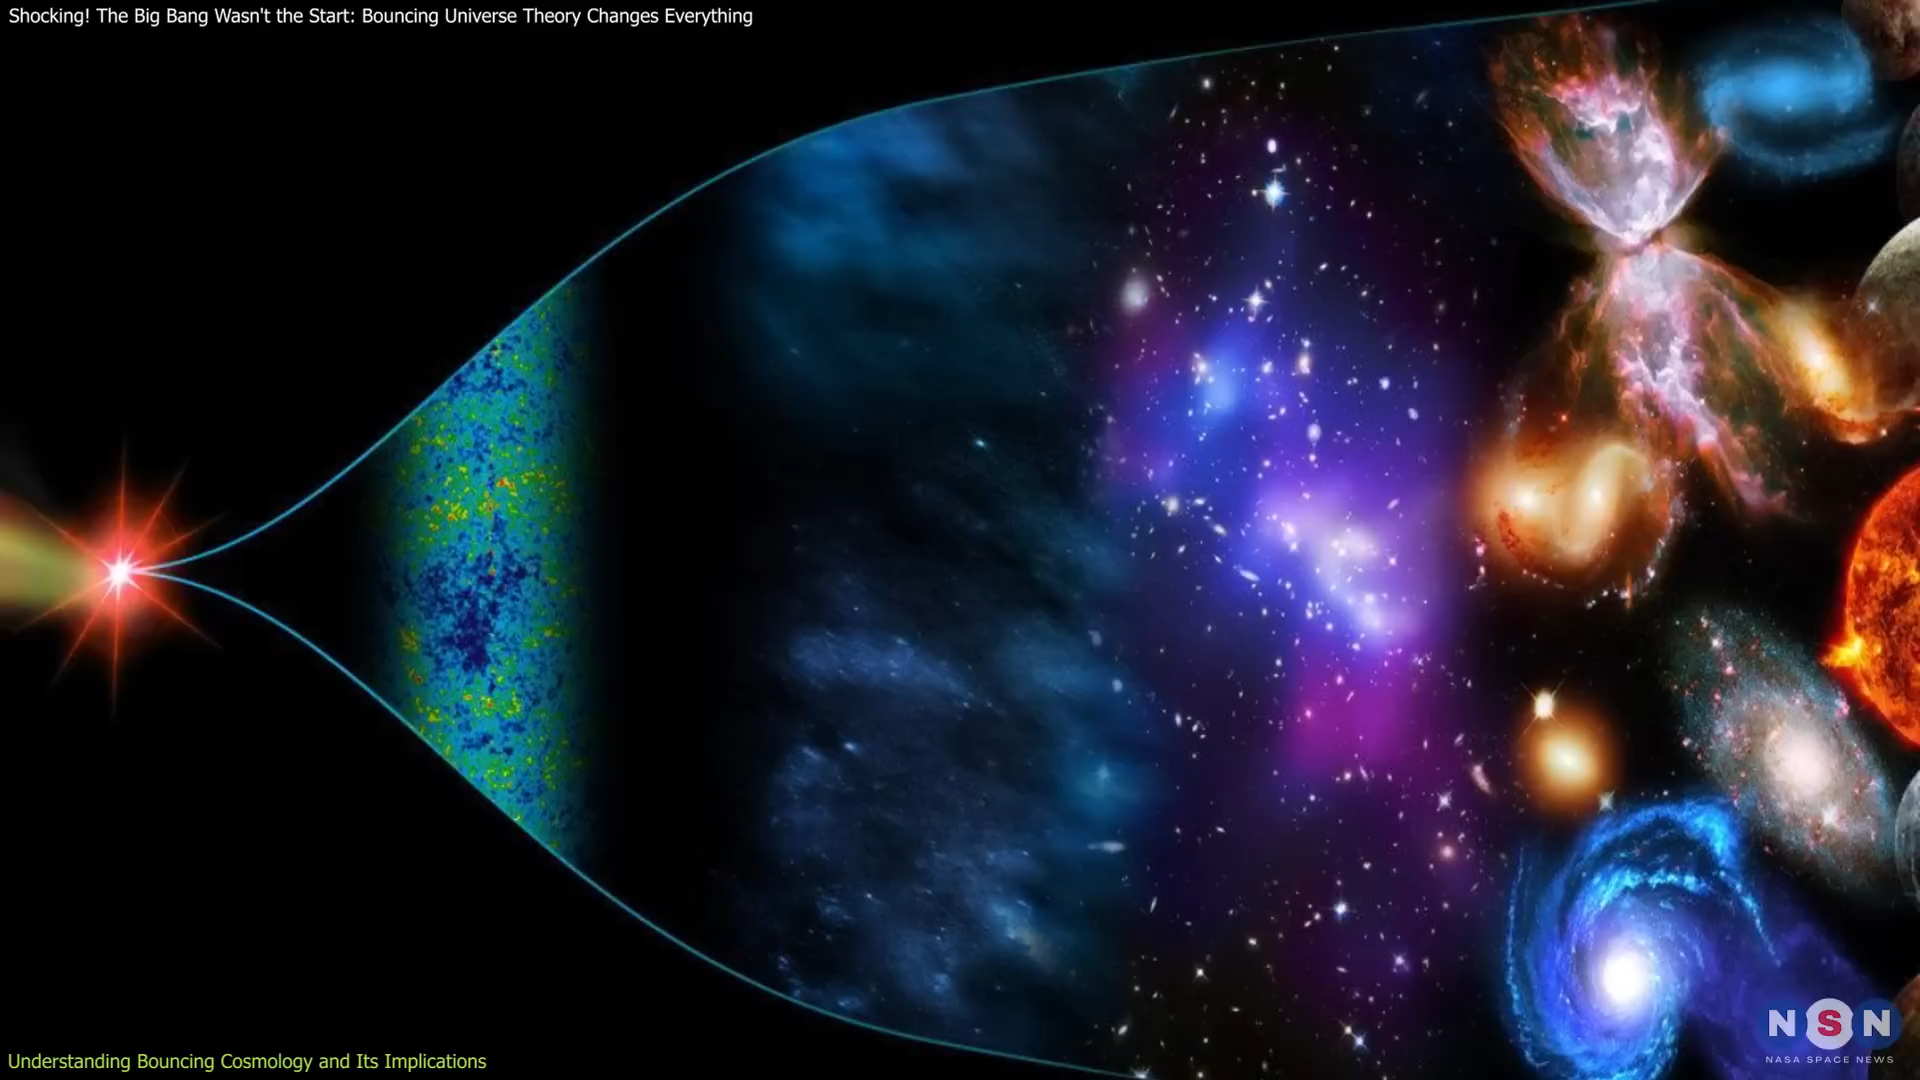 Shocking! The Big Bang Wasn't the Start: Bouncing Universe Theory Changes Everything
Understanding Bouncing Cosmology and Its Implications
NSN
NASA SPACE NEWS